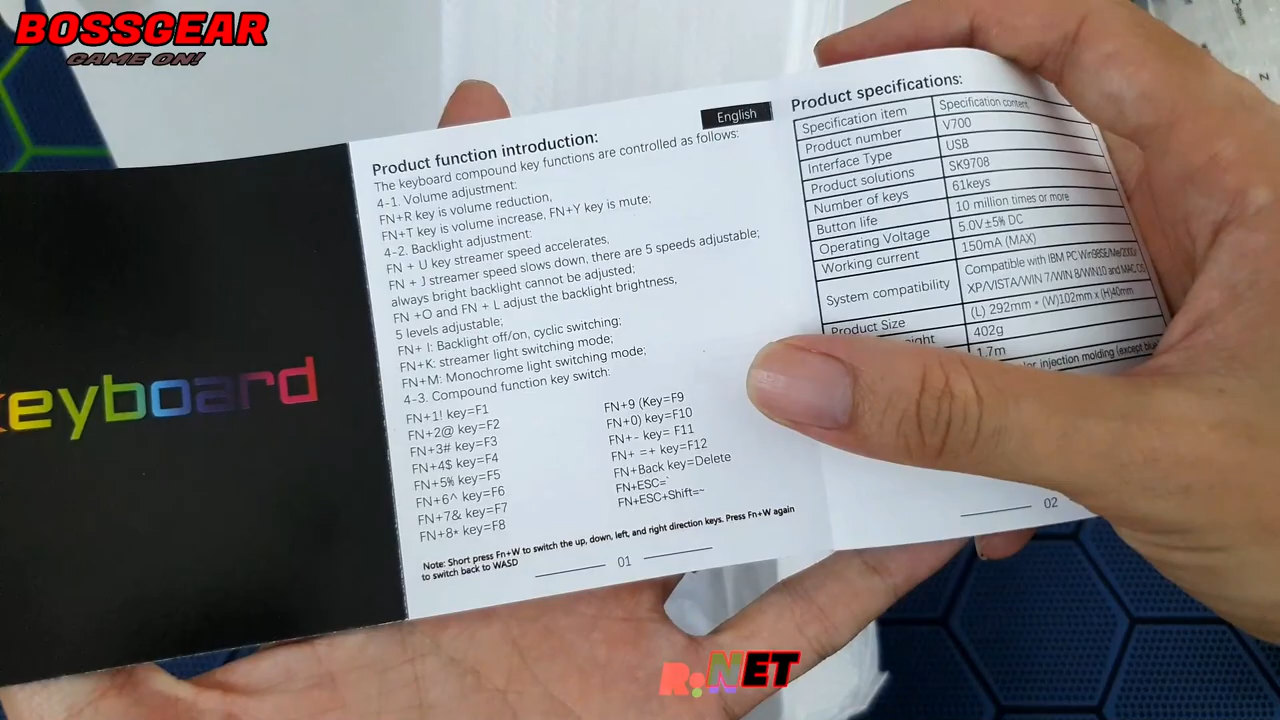 BOSSGEAR
GAME ON!
keyboard
English
Product function introduction:
The keyboard compound key functions are controlled as follows:
4-1. Volume adjustment:
FN+R key is volume reduction,
FN+T key is volume increase, FN+Y key is mute;
4-2. Backlight adjustment:
FN + U key streamer speed accelerates,
FN + J streamer speed slows down, there are 5 speeds adjustable;
always bright backlight cannot be adjusted;
FN +O and FN + L adjust the backlight brightness,
5 levels adjustable;
FN+ I: Backlight off/on, cyclic switching;
FN+K: streamer light switching mode;
FN+M: Monochrome light switching mode;
4-3. Compound function key switch:
FN+1! key=F1
FN+2@ key=F2
FN+3# key=F3
FN+4$ key=F4
FN+5% key=F5
FN+6^ key=F6
FN+7& key=F7
FN+8* key=F8
FN+9 (Key=F9
FN+0) key=F10
FN+- key= F11
FN+ =+ key=F12
FN+Back key=Delete
FN+ESC=`
FN+ESC+Shift=~
Note: Short press Fn+W to switch the up, down, left, and right direction keys. Press Fn+W again
to switch back to WASD
01
Product specifications:
Specification item Specification content
Product number V700
Interface Type USB
Product solutions SK9708
Number of keys 61keys
Button life 10 million times or more
Operating Voltage 5.0V±5% DC
Working current 150mA (MAX)
System compatibility Compatible with IBM PC Win98SE/Me/2000/
XP/VISTA/WIN 7/WIN 8/WIN10 and MAC OS
Product Size (L) 292mm * (W)102mm x (H)40mm
402g
1.7m
injection molding (except
02
R.NET